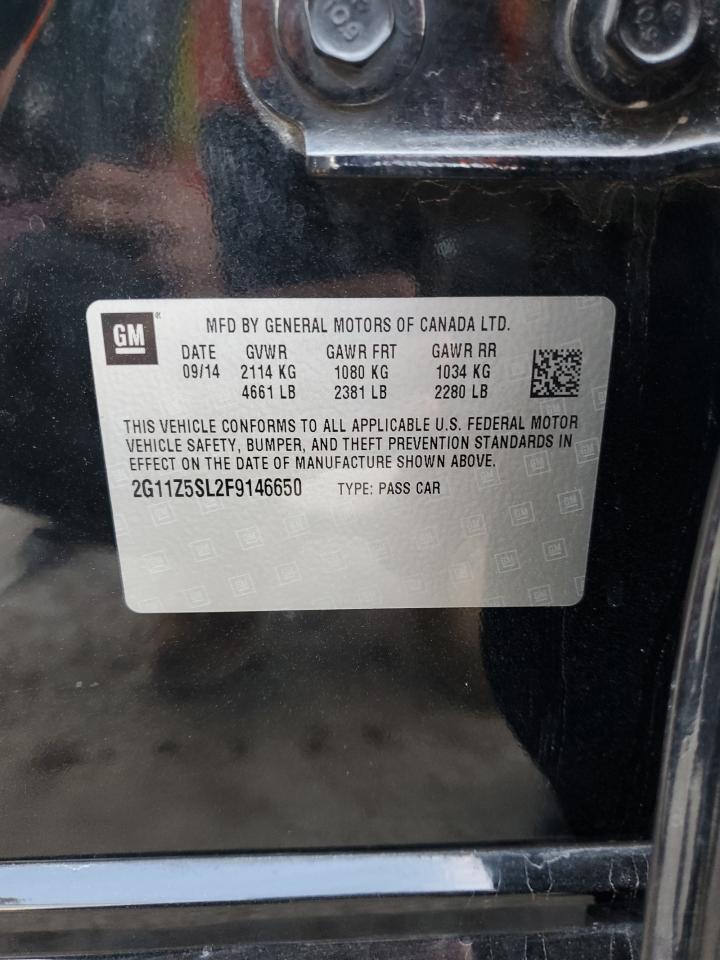 109
109
GM
MFD BY GENERAL MOTORS OF CANADA LTD.
DATE GVWR GAWR FRT GAWR RR
09/14 2114 KG 1080 KG 1034 KG
4661 LB 2381 LB 2280 LB
THIS VEHICLE CONFORMS TO ALL APPLICABLE U.S. FEDERAL MOTOR
VEHICLE SAFETY, BUMPER, AND THEFT PREVENTION STANDARDS IN
EFFECT ON THE DATE OF MANUFACTURE SHOWN ABOVE.
2G11Z5SL2F9146650 TYPE: PASS CAR